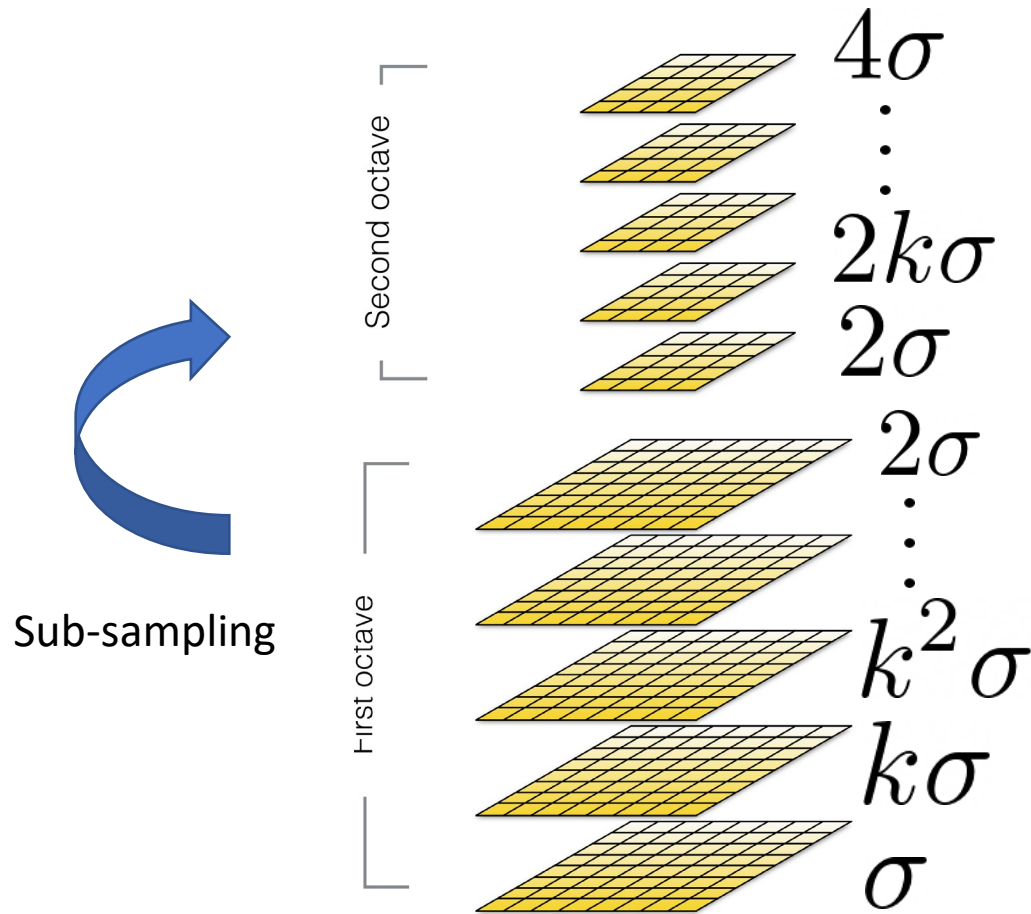 4σ
⋮
2kσ
2σ
Second octave
2σ
⋮
k²σ
kσ
σ
First octave
Sub-sampling